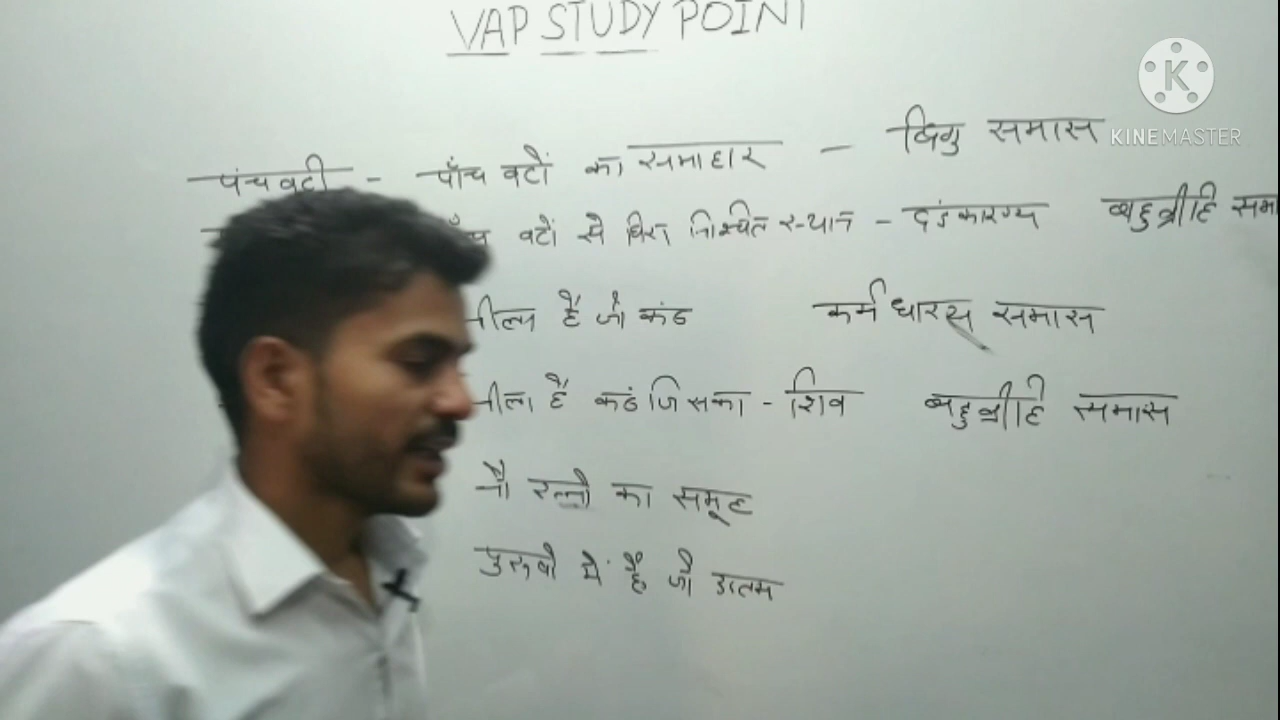 VAP STUDY POINT
KINEMASTER
पंचवटी - पाँच वटों का समाहार - द्विगु समास
वटों से घिरा निश्चित स्थान - दंडकारण्य बहुव्रीहि समा
नीला है जो कंठ कर्मधारय समास
नीला है कंठ जिसका - शिव बहुव्रीहि समास
नौ रत्नों का समूह
पुरुषों में है जो उत्तम